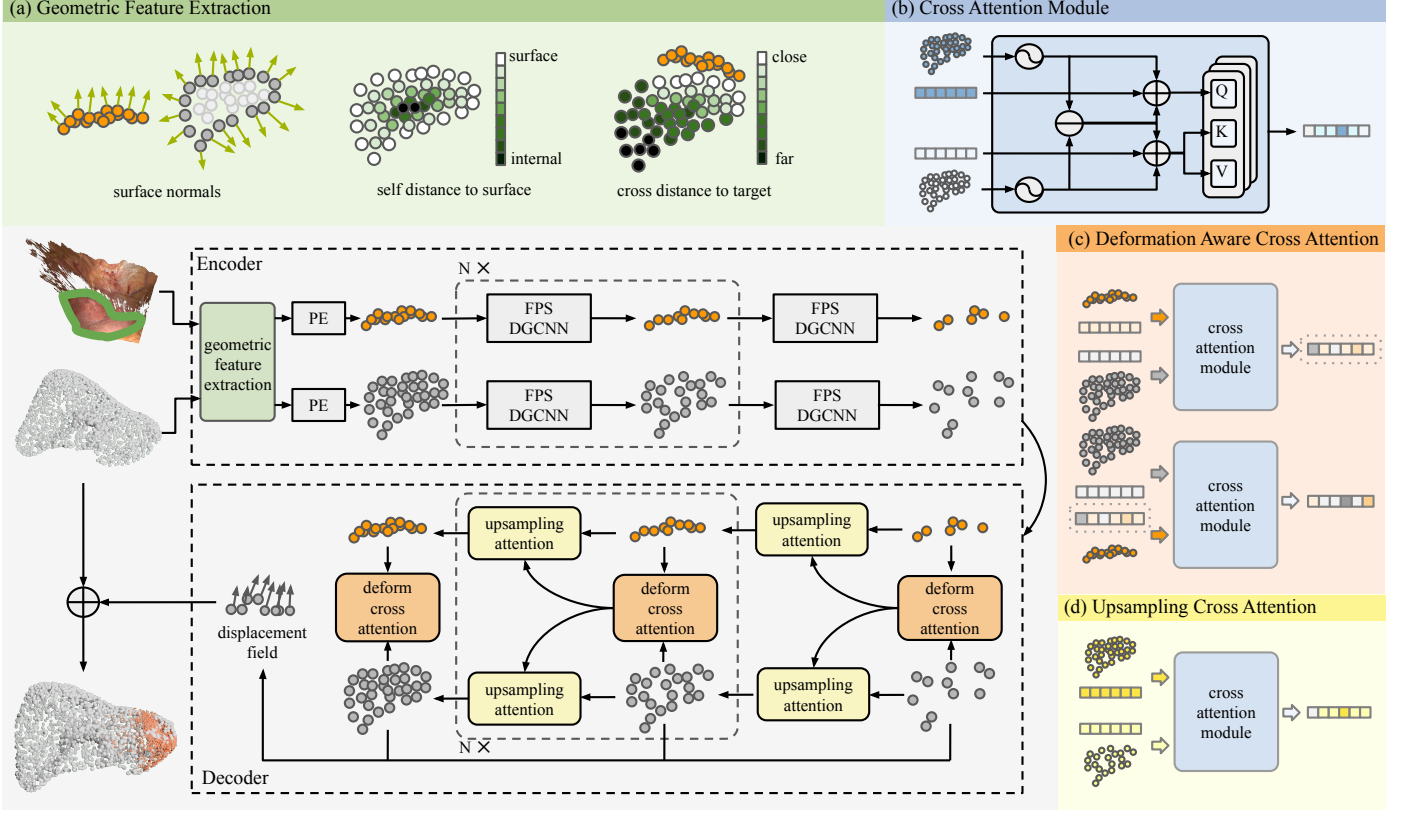 (a) Geometric Feature Extraction
surface
internal
close
far
surface normals
self distance to surface
cross distance to target
(b) Cross Attention Module
Q
K
V
Encoder
N ×
geometric
feature
extraction
PE
FPS
DGCNN
FPS
DGCNN
PE
FPS
DGCNN
FPS
DGCNN
upsampling
attention
upsampling
attention
deform
cross
attention
deform
cross
attention
deform
cross
attention
displacement
field
upsampling
attention
upsampling
attention
N ×
Decoder
(c) Deformation Aware Cross Attention
cross
attention
module
cross
attention
module
(d) Upsampling Cross Attention
cross
attention
module